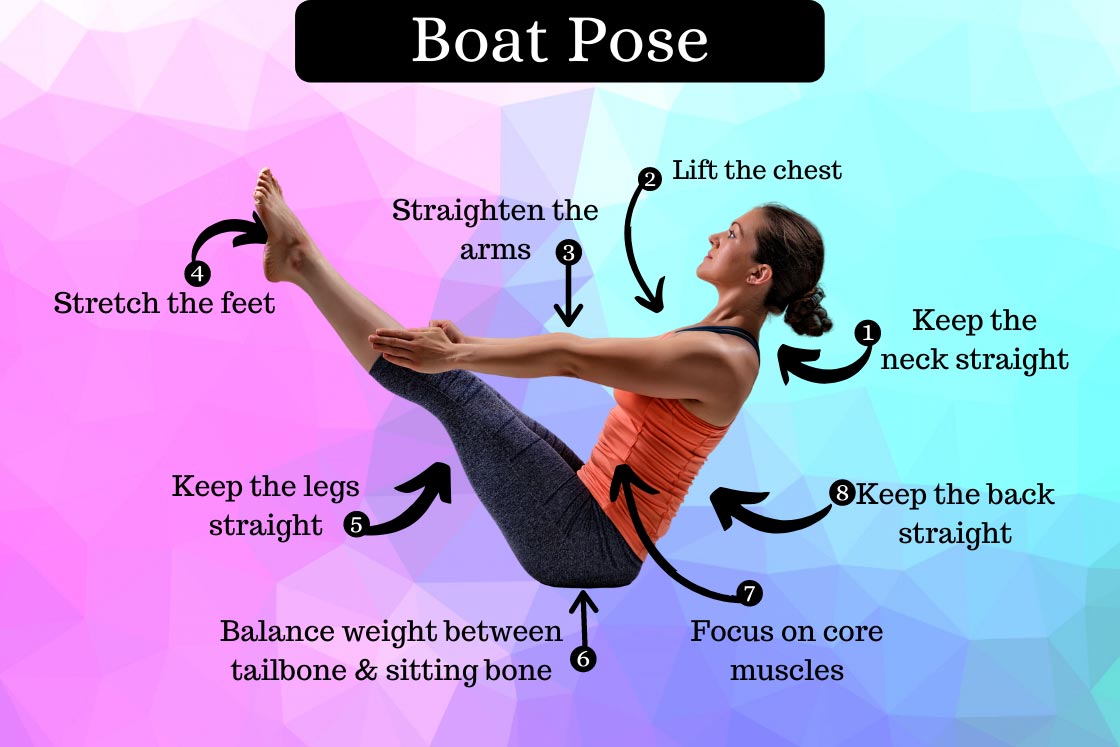 Boat Pose
2 Lift the chest
Straighten the
arms 3
4
Stretch the feet
1 Keep the
neck straight
Keep the legs
straight 5
8 Keep the back
straight
7
Balance weight between
tailbone & sitting bone 6
Focus on core
muscles